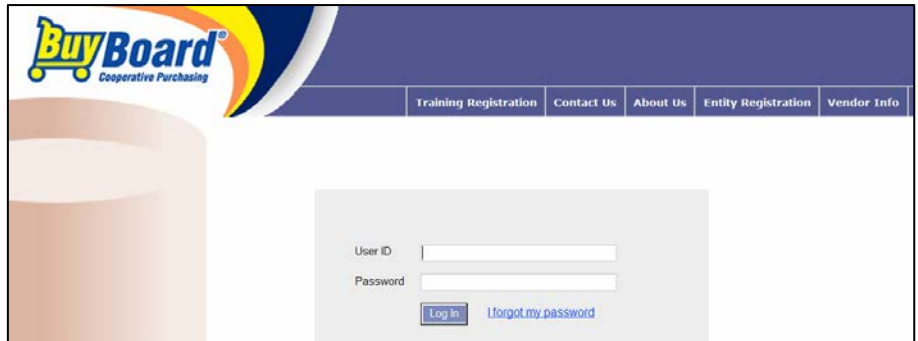 BuyBoard®
Cooperative Purchasing
Training Registration Contact Us About Us Entity Registration Vendor Info
User ID
Password
Log In I forgot my password